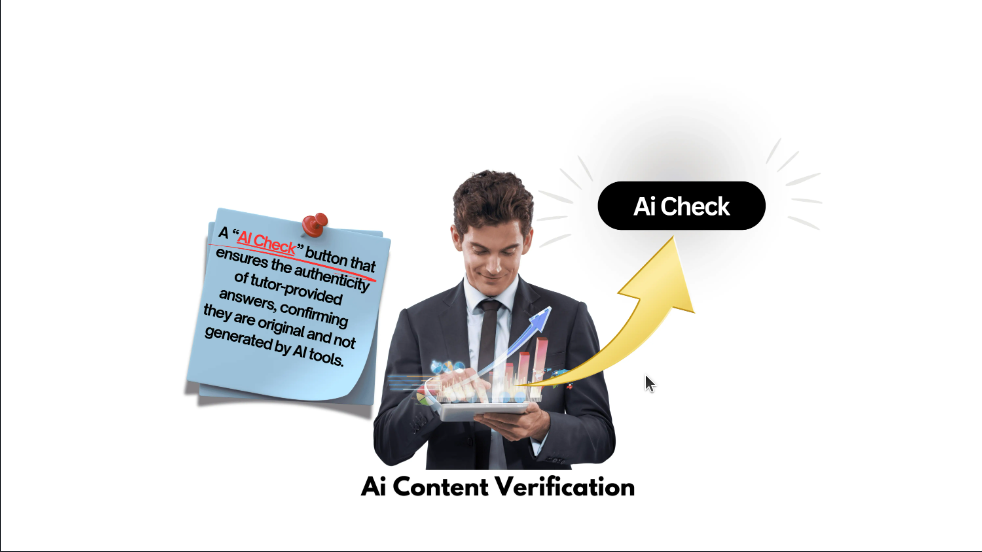 A “AI Check” button that
ensures the authenticity
of tutor-provided
answers, confirming
they are original and not
generated by AI tools.
Ai Check
Ai Content Verification